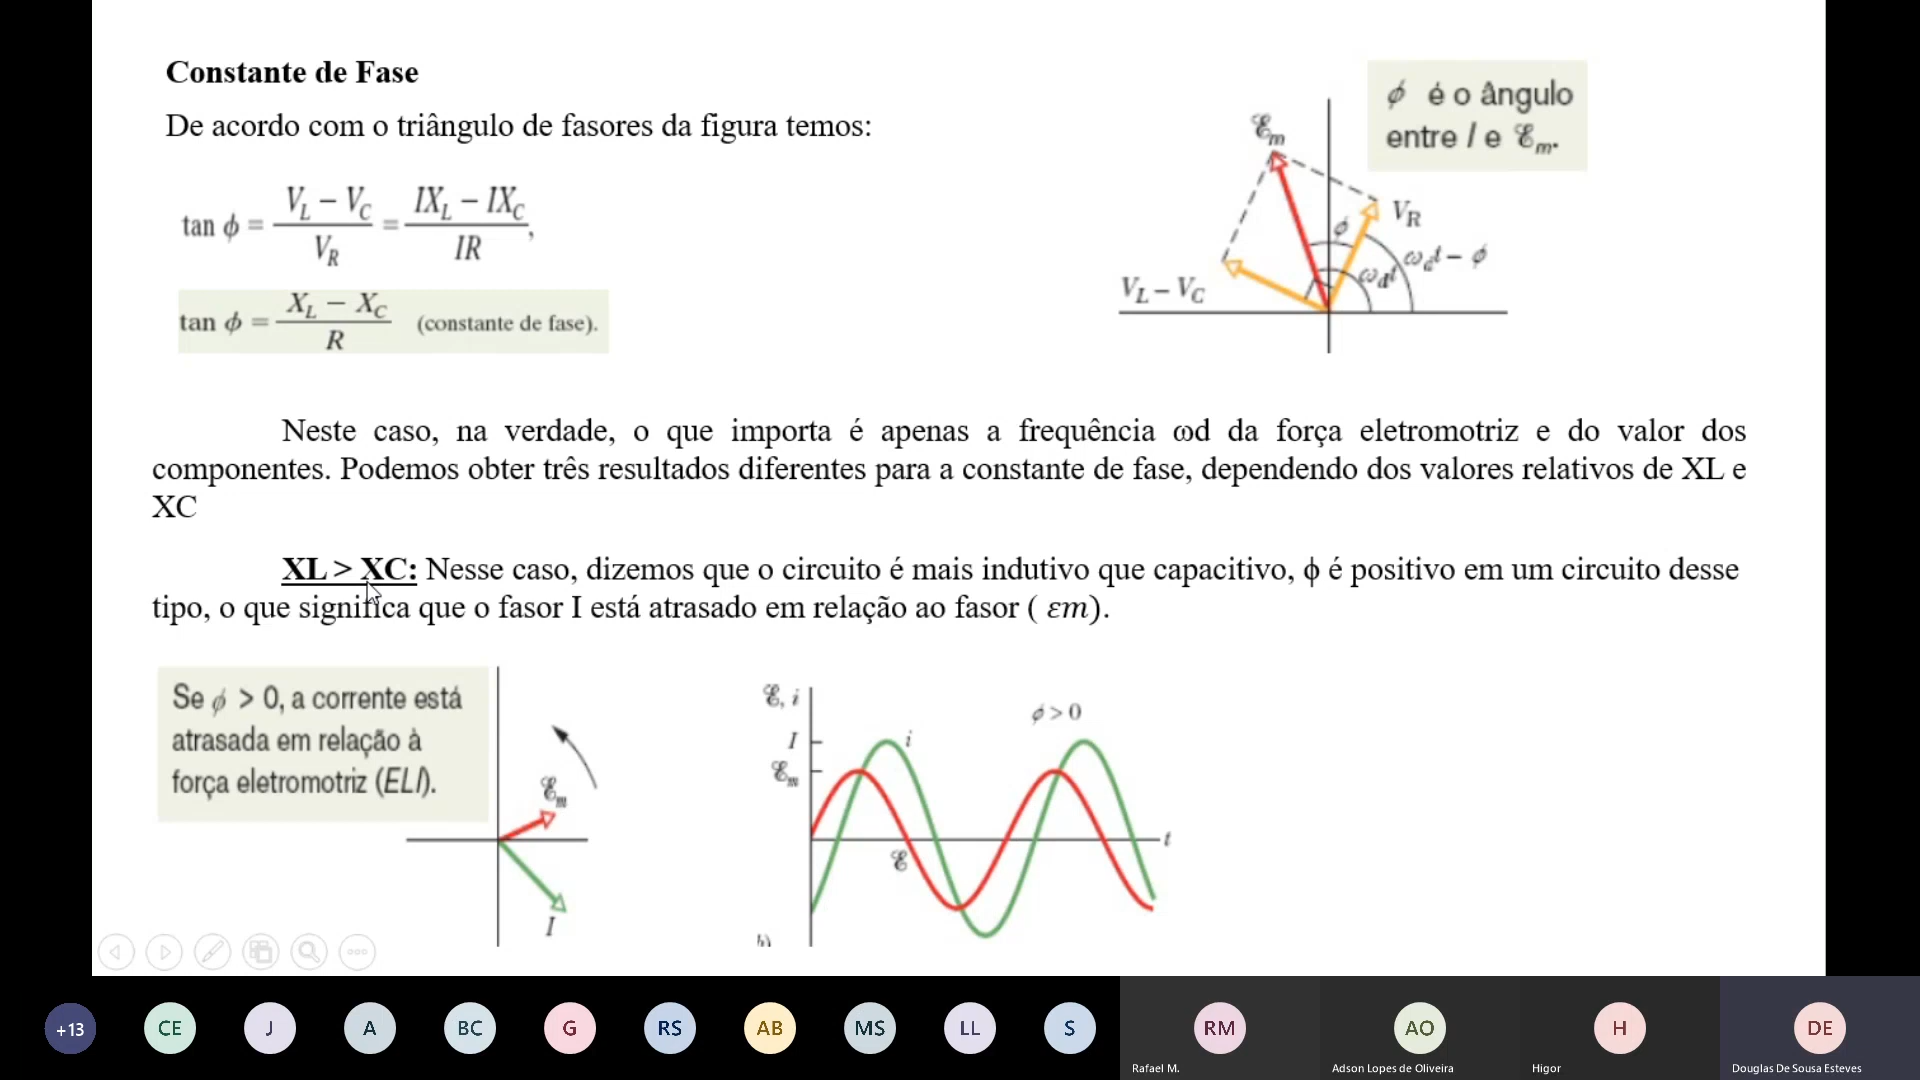 Constante de Fase
De acordo com o triângulo de fasores da figura temos:
tan ϕ = (V_L − V_C) / V_R = (IX_L − IX_C) / IR,
tan ϕ = (X_L − X_C) / R (constante de fase).
ϕ é o ângulo
entre I e ℰm.
ℰm
V_R
ϕ
ω_d t − ϕ
ω_d t
V_L − V_C
Neste caso, na verdade, o que importa é apenas a frequência ωd da força eletromotriz e do valor dos
componentes. Podemos obter três resultados diferentes para a constante de fase, dependendo dos valores relativos de XL e
XC
XL > XC: Nesse caso, dizemos que o circuito é mais indutivo que capacitivo, ϕ é positivo em um circuito desse
tipo, o que significa que o fasor I está atrasado em relação ao fasor ( εm).
Se ϕ > 0, a corrente está
atrasada em relação à
força eletromotriz (ELI).
ℰm
I
ℰ, i
I
ℰm
i
ϕ > 0
ℰ
t
+13
CE
J
A
BC
G
RS
AB
MS
LL
S
RM
AO
H
DE
Rafael M.
Adson Lopes de Oliveira
Higor
Douglas De Sousa Esteves